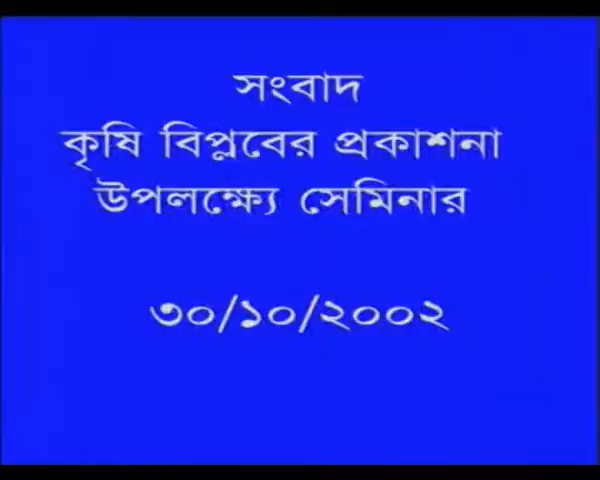 সংবাদ
কৃষি বিপ্লবের প্রকাশনা
উপলক্ষ্যে সেমিনার
৩০/১০/২০০২